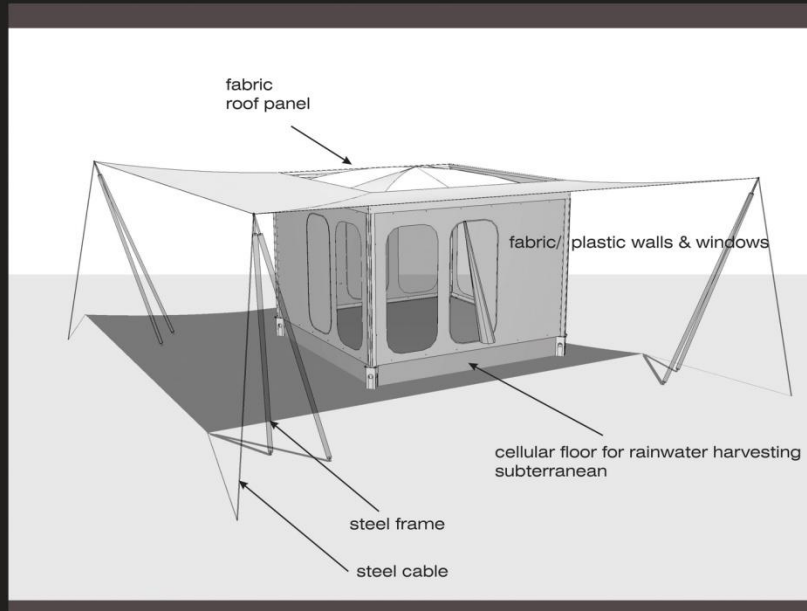 fabric
roof panel
fabric/ plastic walls & windows
cellular floor for rainwater harvesting
subterranean
steel frame
steel cable